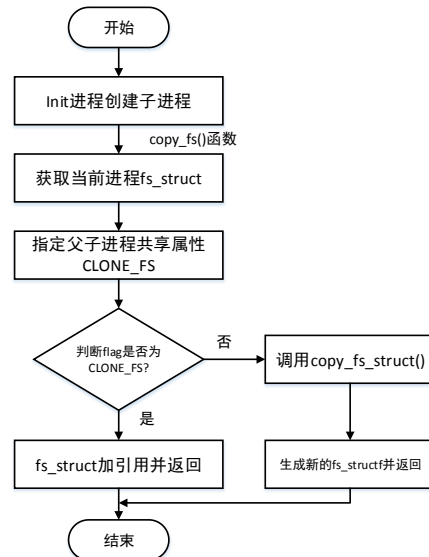 开始
Init进程创建子进程
copy_fs()函数
获取当前进程fs_struct
指定父子进程共享属性
CLONE_FS
判断flag是否为
CLONE_FS?
否
调用copy_fs_struct()
是
fs_struct加引用并返回
生成新的fs_structf并返回
结束